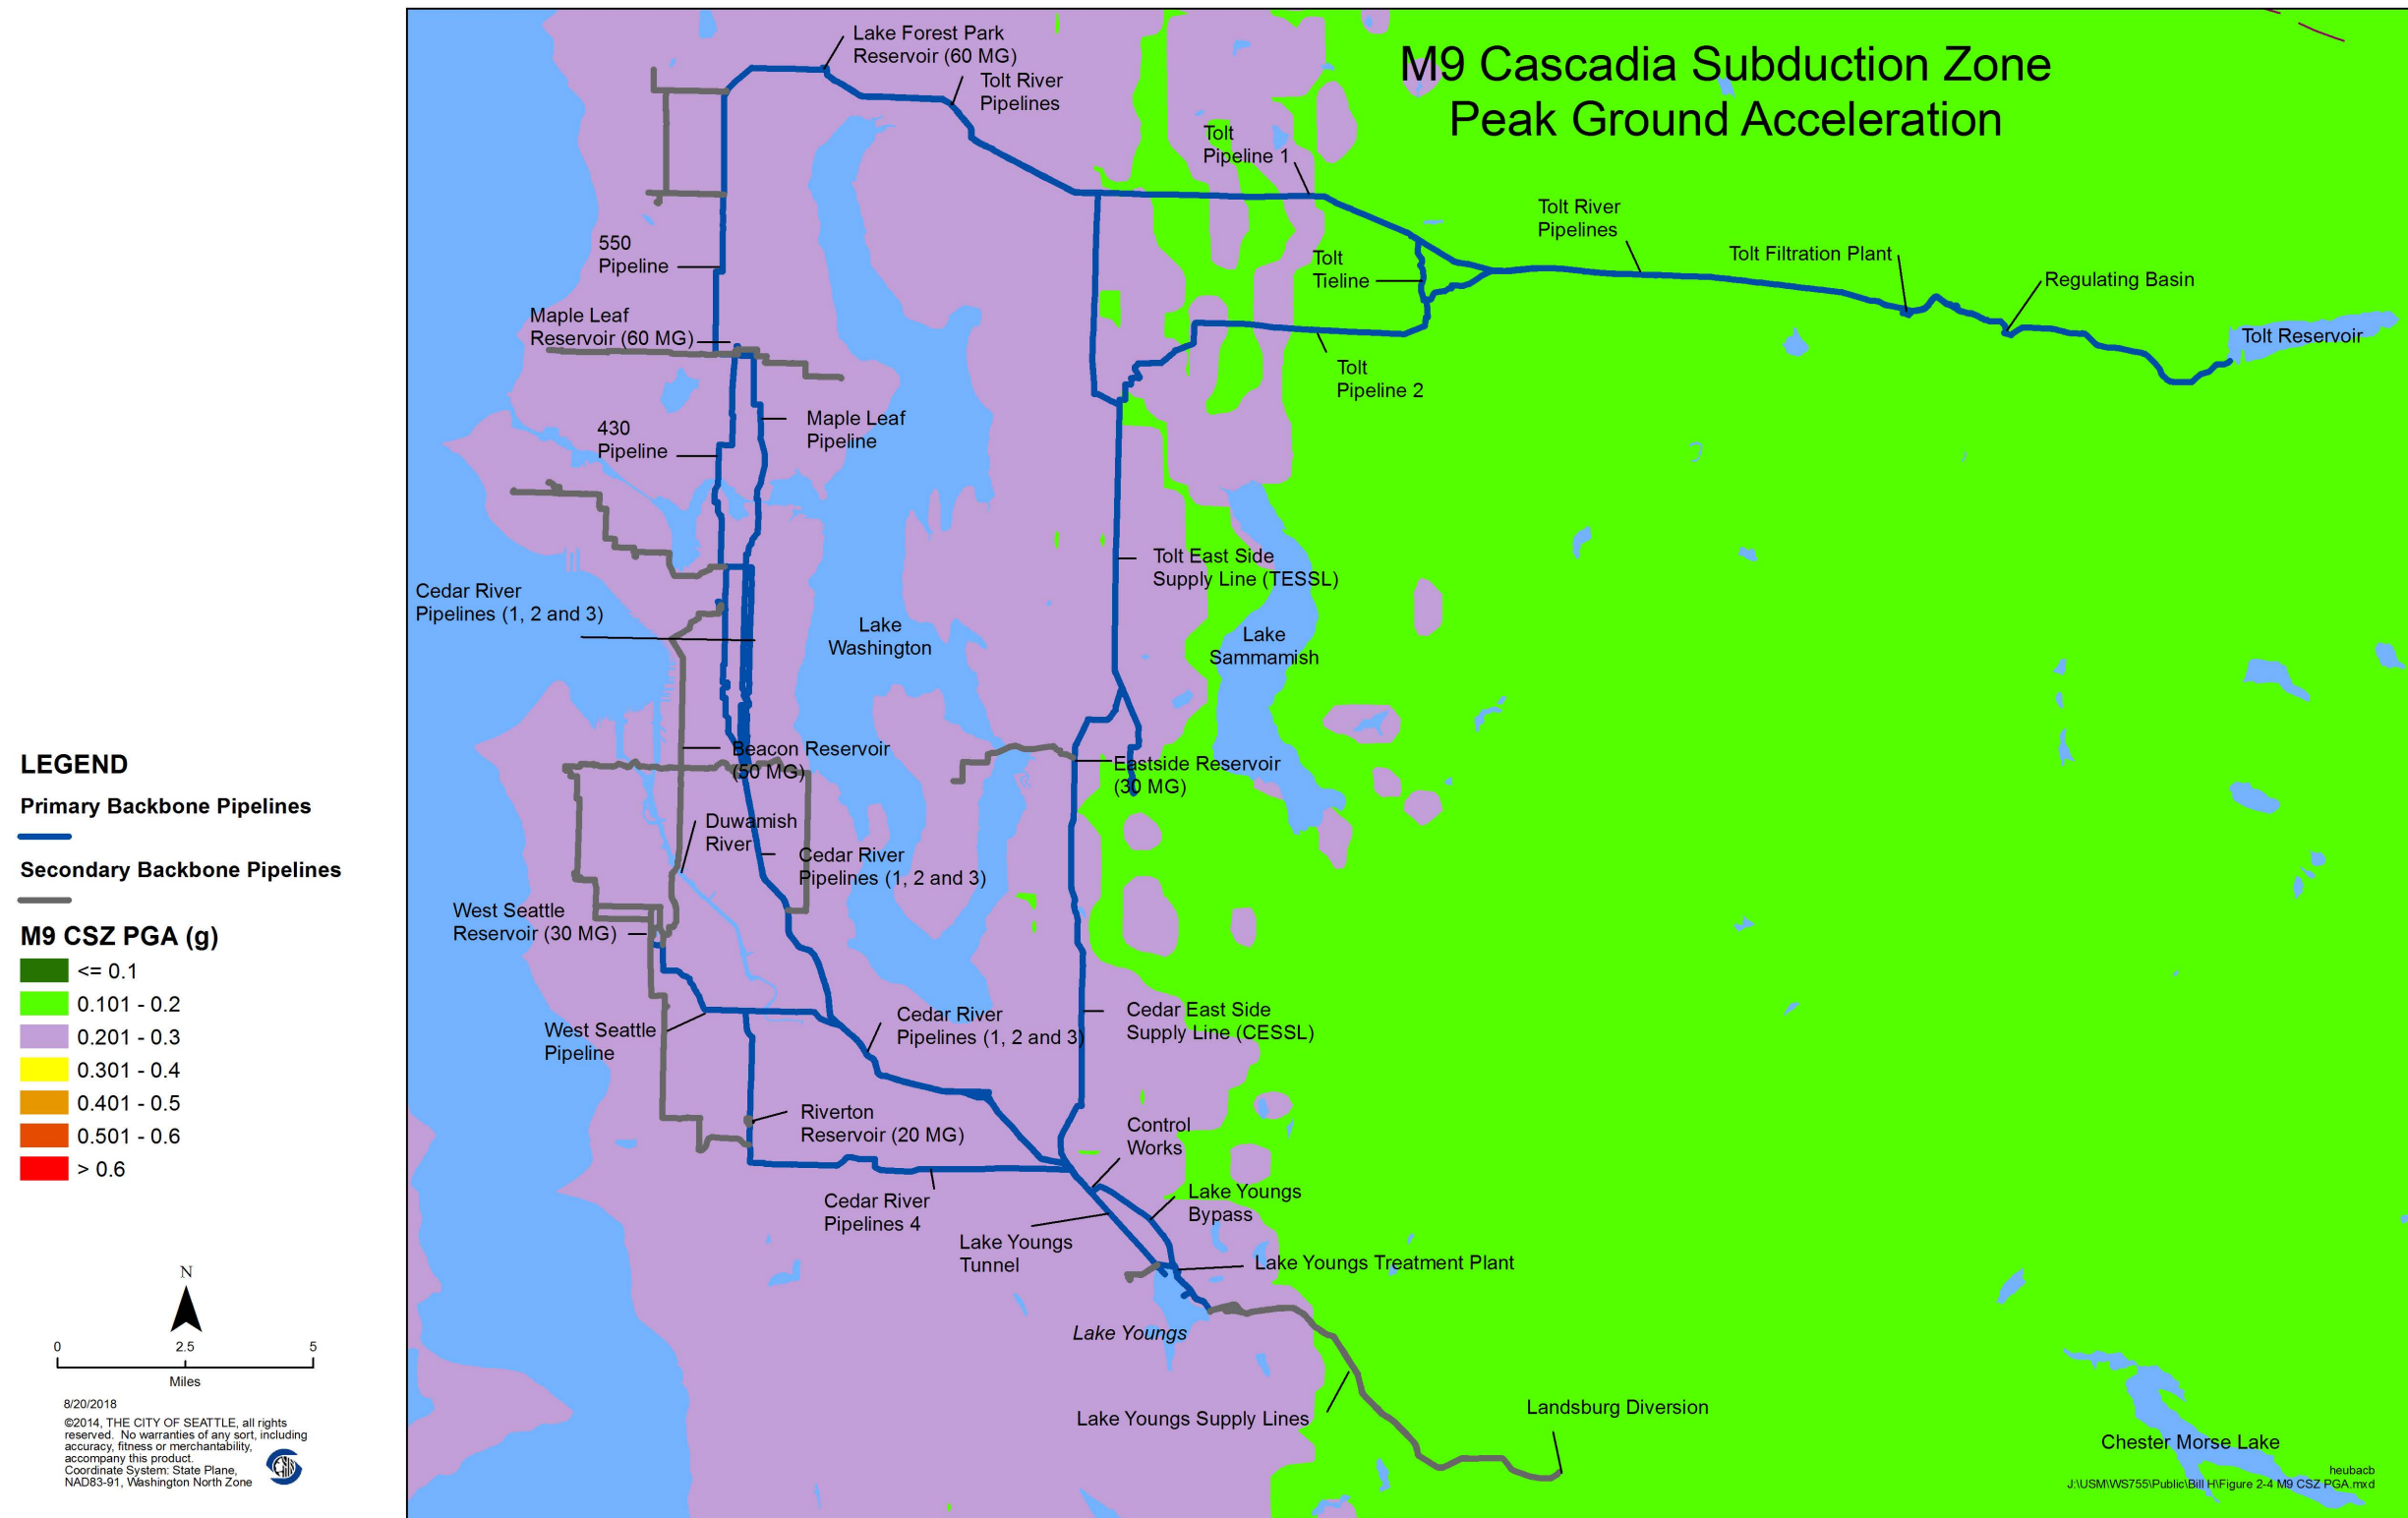 M9 Cascadia Subduction Zone
Peak Ground Acceleration
Lake Forest Park
Reservoir (60 MG)
Tolt River
Pipelines
Tolt
Pipeline 1
Tolt River
Pipelines
Tolt Filtration Plant
Regulating Basin
Tolt Reservoir
550
Pipeline
Tolt
Tieline
Maple Leaf
Reservoir (60 MG)
Tolt
Pipeline 2
Maple Leaf
Pipeline
430
Pipeline
Tolt East Side
Supply Line (TESSL)
Cedar River
Pipelines (1, 2 and 3)
Lake
Washington
Lake
Sammamish
Beacon Reservoir
(50 MG)
Eastside Reservoir
(30 MG)
Duwamish
River
Cedar River
Pipelines (1, 2 and 3)
West Seattle
Reservoir (30 MG)
West Seattle
Pipeline
Cedar River
Pipelines (1, 2 and 3)
Cedar East Side
Supply Line (CESSL)
Riverton
Reservoir (20 MG)
Control
Works
Cedar River
Pipelines 4
Lake Youngs
Bypass
Lake Youngs
Tunnel
Lake Youngs Treatment Plant
Lake Youngs
Lake Youngs Supply Lines
Landsburg Diversion
Chester Morse Lake
heubacb
J:\USM\WS755\Public\Bill H\Figure 2-4 M9 CSZ PGA.mxd
LEGEND
Primary Backbone Pipelines
Secondary Backbone Pipelines
M9 CSZ PGA (g)
<= 0.1
0.101 - 0.2
0.201 - 0.3
0.301 - 0.4
0.401 - 0.5
0.501 - 0.6
> 0.6
N
0 2.5 5
Miles
8/20/2018
©2014, THE CITY OF SEATTLE, all rights
reserved. No warranties of any sort, including
accuracy, fitness or merchantability,
accompany this product.
Coordinate System: State Plane,
NAD83-91, Washington North Zone